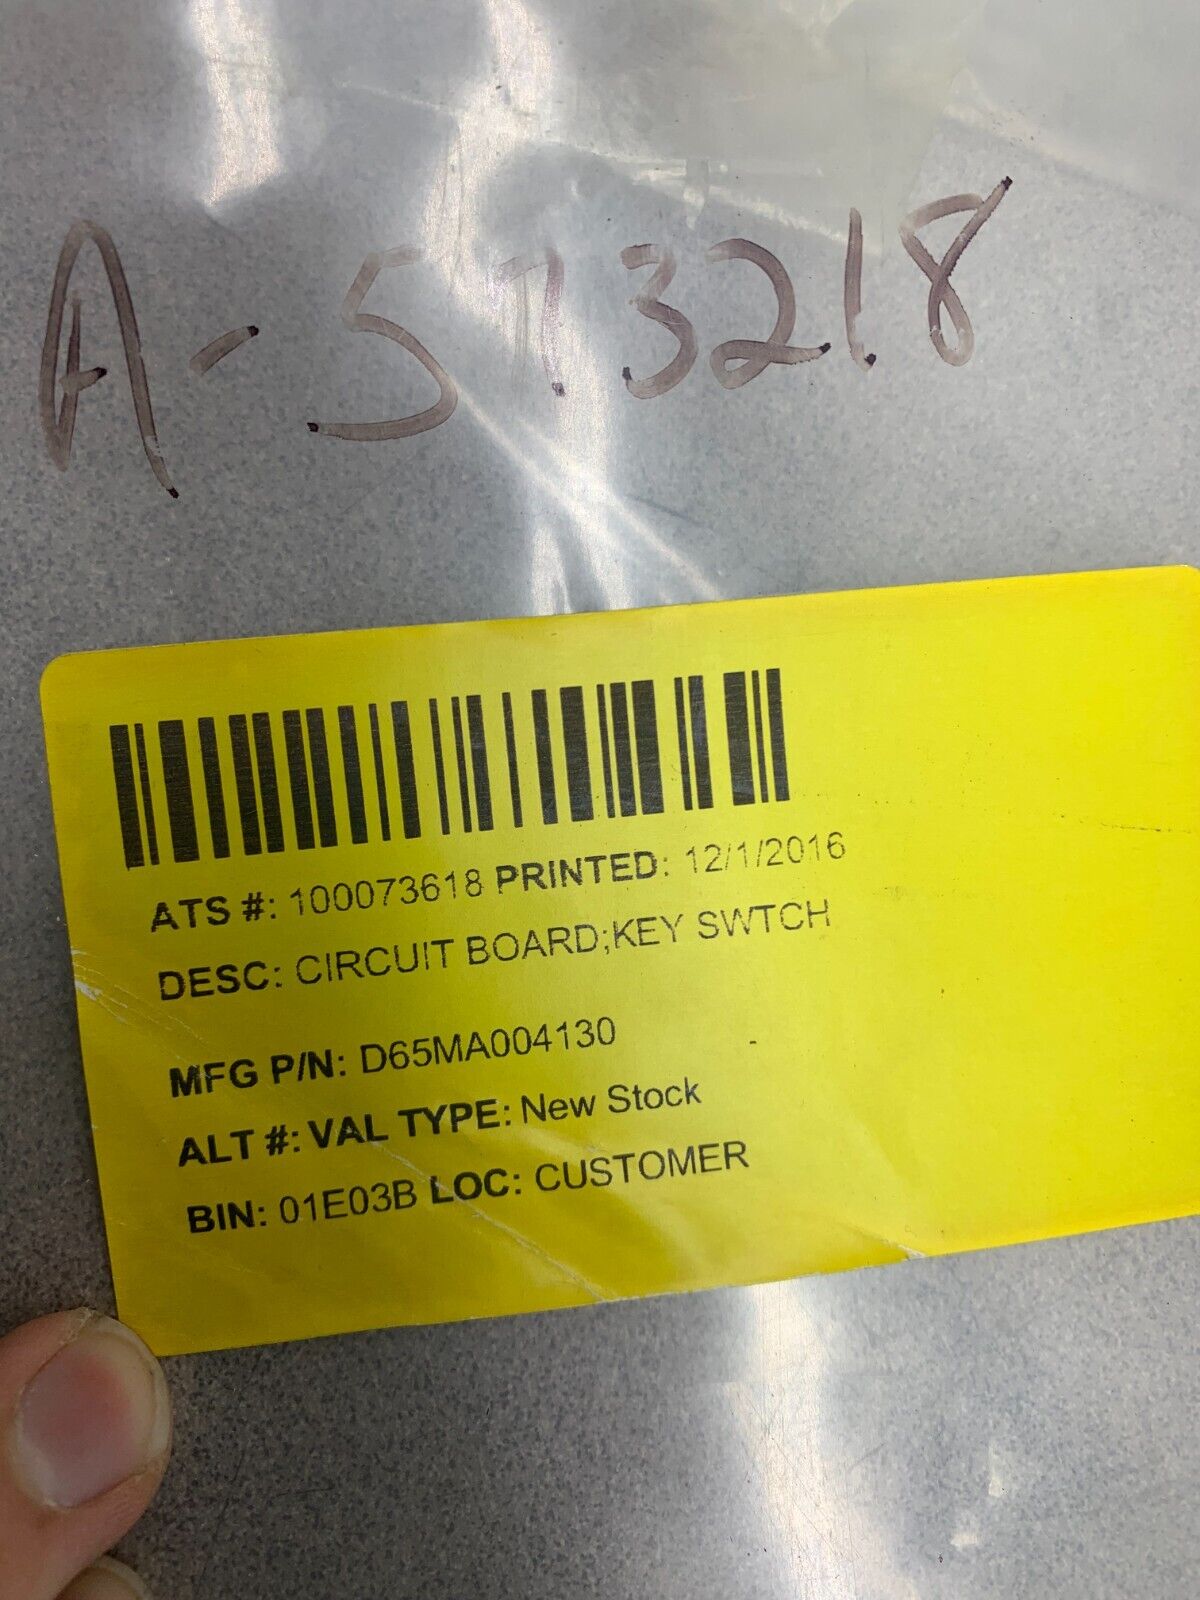 A-573218
ATS #: 100073618 PRINTED: 12/1/2016
DESC: CIRCUIT BOARD;KEY SWTCH
MFG P/N: D65MA004130
ALT #: VAL TYPE: New Stock
BIN: 01E03B LOC: CUSTOMER